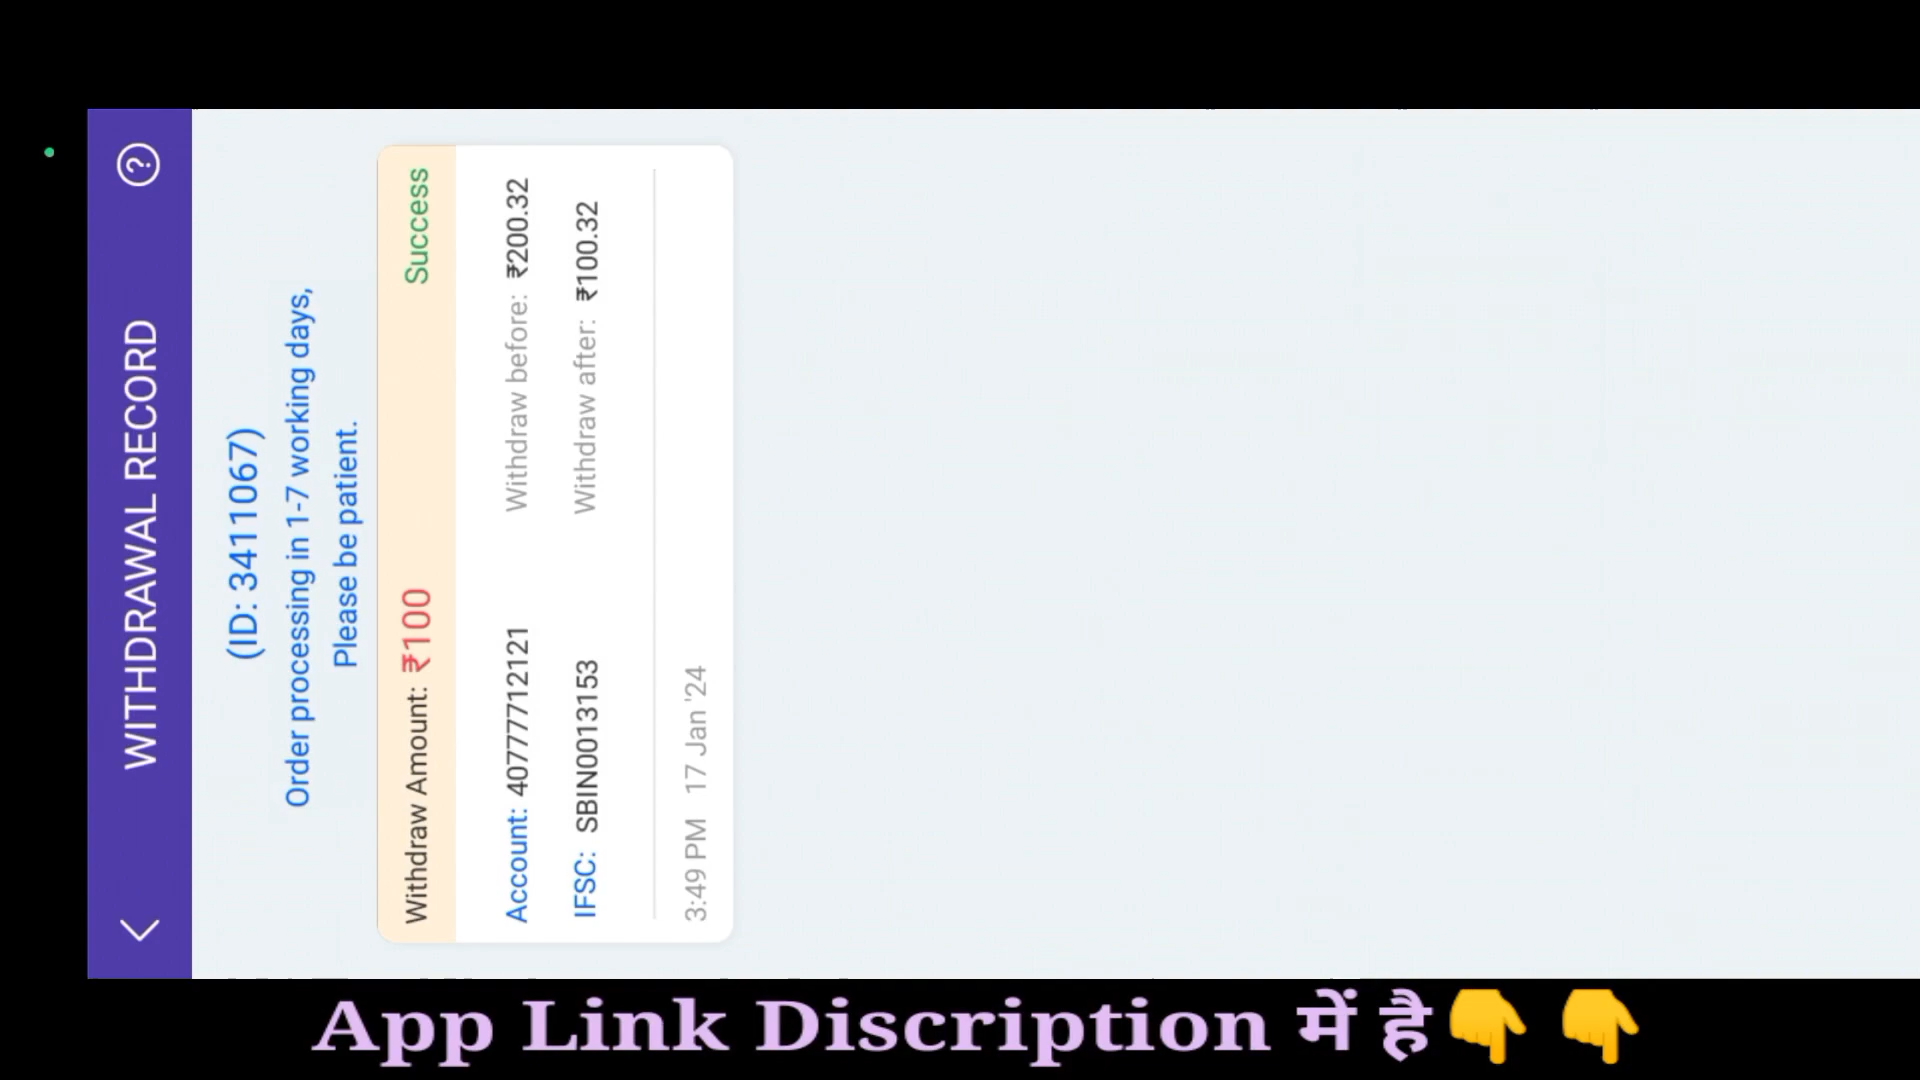 WITHDRAWAL RECORD
(ID: 3411067)
Order processing in 1-7 working days,
Please be patient.
Withdraw Amount: ₹100 Success
Account: 40777712121 Withdraw before: ₹200.32
IFSC: SBIN0013153 Withdraw after: ₹100.32
3:49 PM 17 Jan '24
App Link Discription में है👇 👇